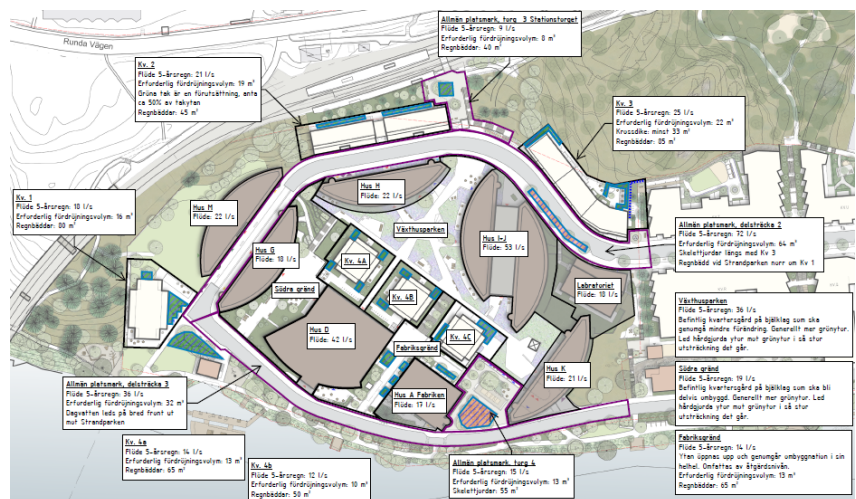 Runda Vägen
Allmän platsmark, torg 3 Stationstorget
Flöde 5-årsregn: 9 l/s
Erforderlig fördröjningsvolym: 8 m³
Regnbäddar: 40 m²
Kv. 2
Flöde 5-årsregn: 21 l/s
Erforderlig fördröjningsvolym: 19 m³
Gröna tak är en förutsättning, anta
ca 50% av takytan
Regnbäddar: 45 m²
Kv. 3
Flöde 5-årsregn: 25 l/s
Erforderlig fördröjningsvolym: 22 m³
Krossdike: minst 33 m²
Regnbäddar: 85 m²
Kv. 1
Flöde 5-årsregn: 18 l/s
Erforderlig fördröjningsvolym: 16 m³
Regnbäddar: 80 m²
Hus M
Flöde: 22 l/s
Hus H
Flöde: 22 l/s
Växthusparken
Hus I-J
Flöde: 53 l/s
Hus G
Flöde: 18 l/s
Kv. 4A
Kv. 4B
Kv. 4C
Södra gränd
Laboratoriet
Flöde: 18 l/s
Hus D
Flöde: 42 l/s
Fabriksgränd
Hus K
Flöde: 21 l/s
Hus A Fabriken
Flöde: 17 l/s
Allmän platsmark, delsträcka 2
Flöde 5-årsregn: 72 l/s
Erforderlig fördröjningsvolym: 64 m³
Skelettjordar längs med Kv 3
Regnbädd vid Strandparken norr om Kv 1
Växthusparken
Flöde 5-årsregn: 36 l/s
Befintlig kvartersgård på bjälklag som ska
genomgå mindre förändring. Generellt mer grönytor.
Led hårdgjorda ytor mot grönytor i så stor
utsträckning det går.
Södra gränd
Flöde 5-årsregn: 19 l/s
Befintlig kvartersgård på bjälklag som ska bli
delvis ombyggd. Generellt mer grönytor. Led
hårdgjorda ytor mot grönytor i så stor
utsträckning det går.
Fabriksgränd
Flöde 5-årsregn: 14 l/s
Ytan öppnas upp och genomgår ombyggnation i sin
helhet. Omfattas av åtgärdsnivån.
Erforderlig fördröjningsvolym: 13 m³
Regnbäddar: 65 m²
Allmän platsmark, delsträcka 3
Flöde 5-årsregn: 36 l/s
Erforderlig fördröjningsvolym: 32 m³
Dagvatten leds på bred front ut
mot Strandparken
Kv. 4a
Flöde 5-årsregn: 14 l/s
Erforderlig fördröjningsvolym: 13 m³
Regnbäddar: 65 m²
Kv. 4b
Flöde 5-årsregn: 12 l/s
Erforderlig fördröjningsvolym: 10 m³
Regnbäddar: 50 m²
Allmän platsmark, torg 4
Flöde 5-årsregn: 15 l/s
Erforderlig fördröjningsvolym: 13 m³
Skelettjordar: 55 m²